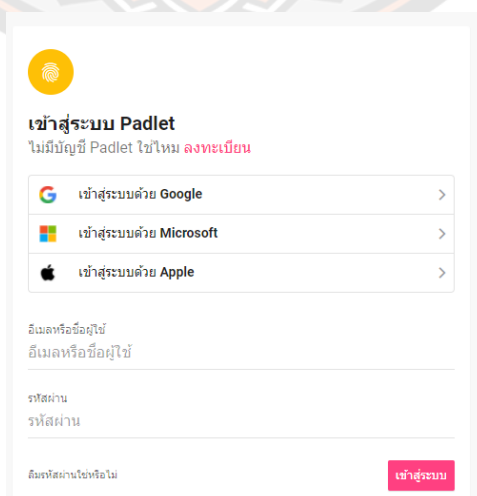 เข้าสู่ระบบ Padlet
ไม่มีบัญชี Padlet ใช่ไหม ลงทะเบียน
เข้าสู่ระบบด้วย Google
เข้าสู่ระบบด้วย Microsoft
เข้าสู่ระบบด้วย Apple
อีเมลหรือชื่อผู้ใช้
อีเมลหรือชื่อผู้ใช้
รหัสผ่าน
รหัสผ่าน
ลืมรหัสผ่านใช่หรือไม่ เข้าสู่ระบบ